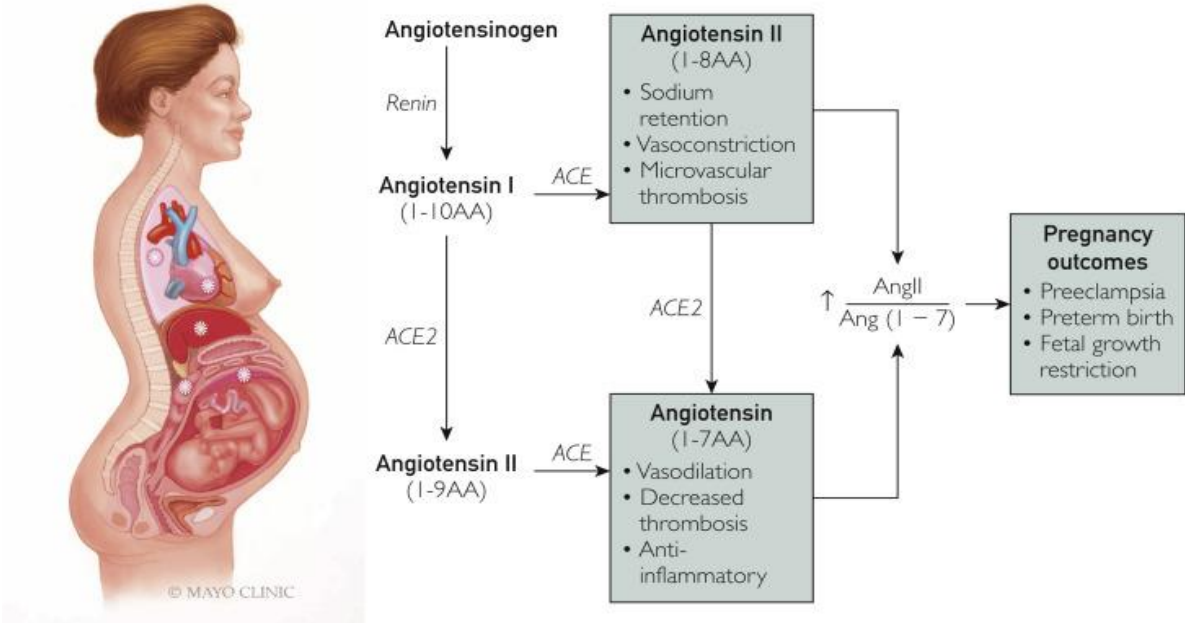 Angiotensinogen
Renin
Angiotensin I
(1-10AA)
ACE
Angiotensin II
(1-8AA)
• Sodium
retention
• Vasoconstriction
• Microvascular
thrombosis
ACE2
ACE2
Angiotensin II
(1-9AA)
ACE
Angiotensin
(1-7AA)
• Vasodilation
• Decreased
thrombosis
• Anti-
inflammatory
↑ AngII
Ang (1 − 7)
Pregnancy
outcomes
• Preeclampsia
• Preterm birth
• Fetal growth
restriction
© MAYO CLINIC